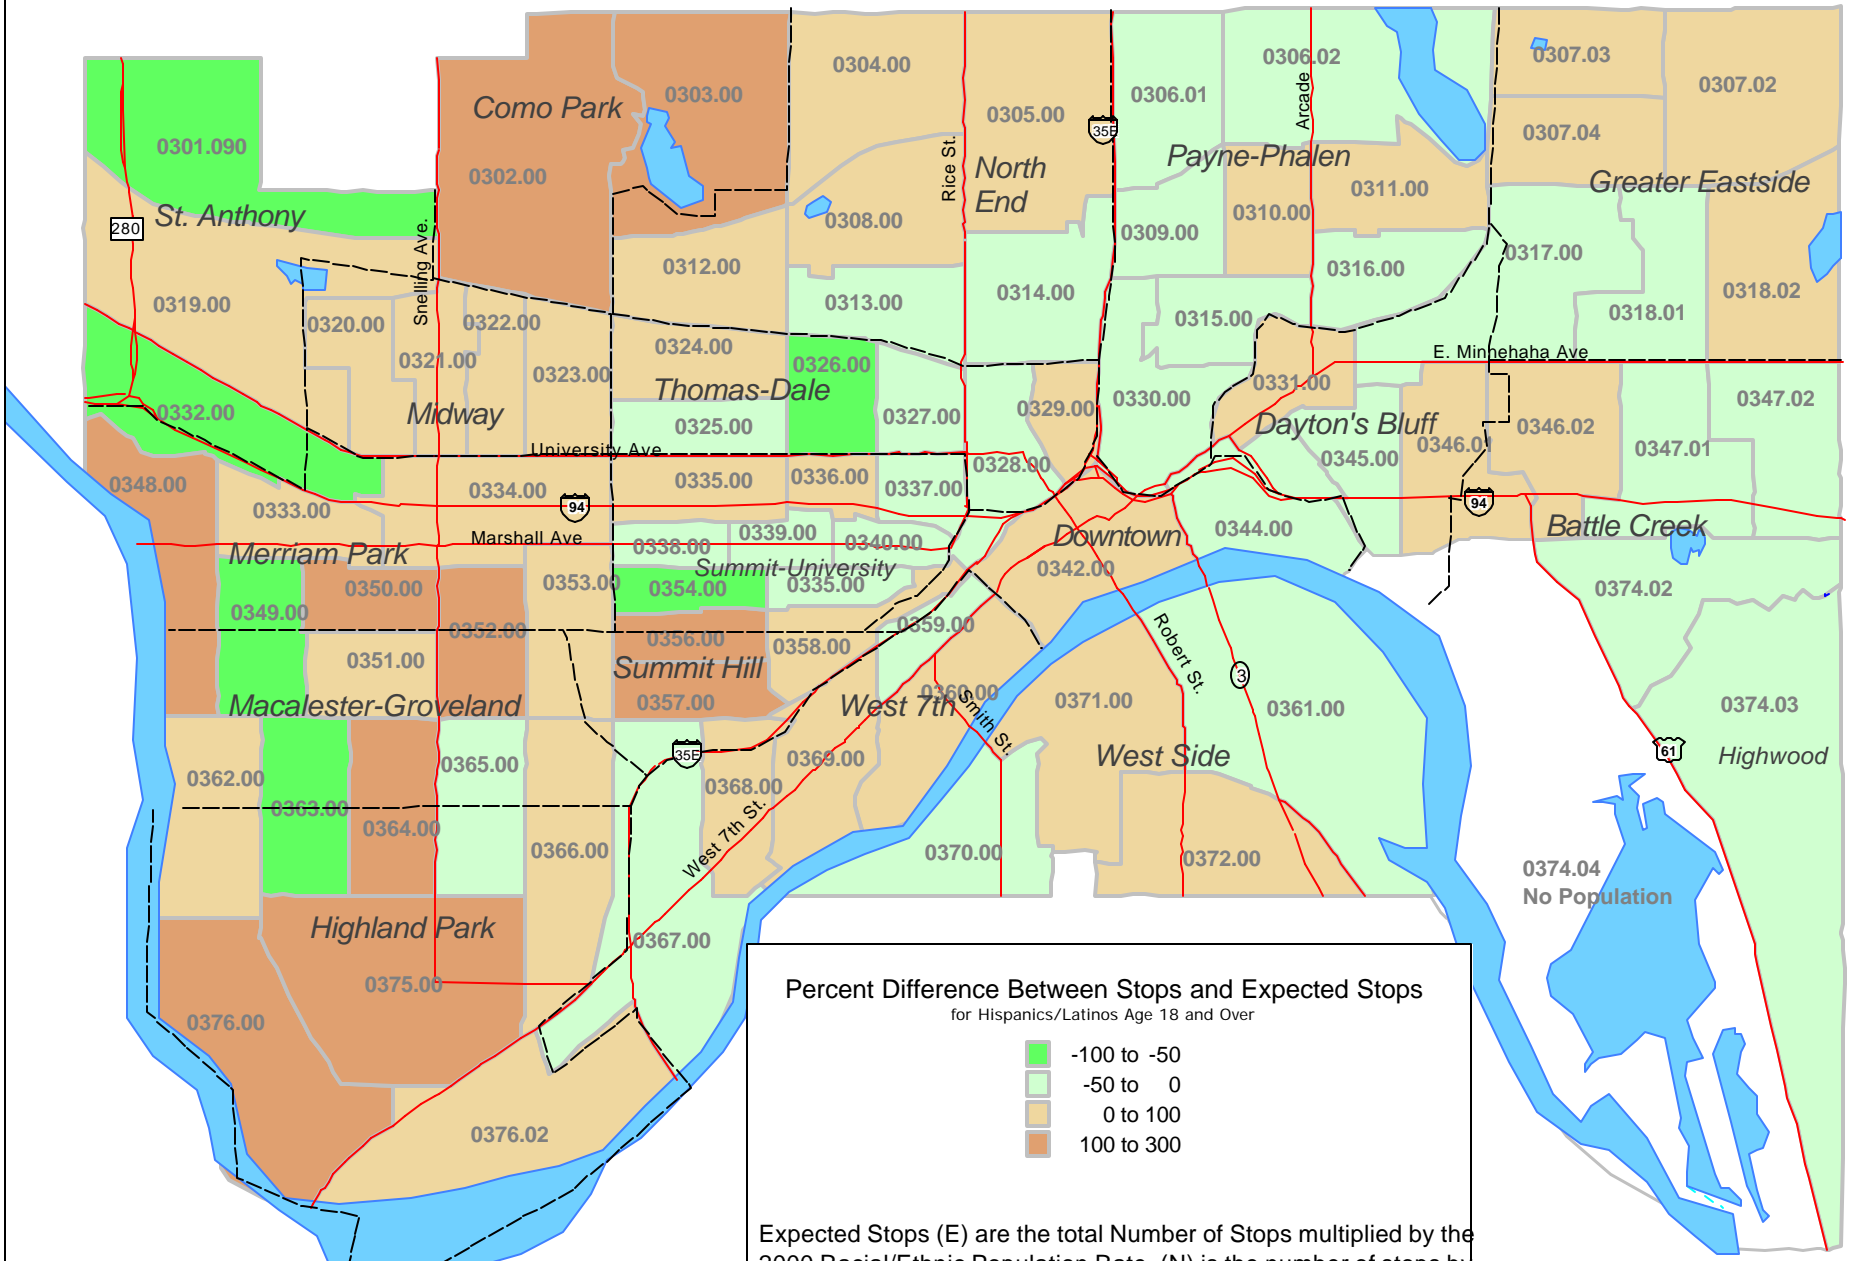 0304.00
0307.03
0306.02
0307.02
0303.00
0306.01
Como Park
0305.00
Arcade
35E
0307.04
0301.090
Rice St.
Payne-Phalen
North
End
0302.00
0311.00
Greater Eastside
St. Anthony
280
0308.00
0310.00
0309.00
0317.00
Snelling Ave.
0312.00
0316.00
0319.00
0313.00
0314.00
0318.02
0320.00
0322.00
0315.00
0318.01
0324.00
0321.00
E. Minnehaha Ave
0326.00
0323.00
0331.00
Thomas-Dale
0330.00
0347.02
0332.00
Midway
0327.00
0329.00
0325.00
Dayton's Bluff
0346.02
University Ave
0346.01
0347.01
0328.00
0345.00
0348.00
0334.00
0335.00
0336.00
0337.00
94
94
0333.00
Marshall Ave
0339.00
0344.00
Battle Creek
Downtown
0338.00
0340.00
Merriam Park
Summit-University
0342.00
0350.00
0353.00
0354.00
0335.00
0374.02
0349.00
0359.00
0352.00
0356.00
0358.00
0351.00
Robert St.
Summit Hill
3
0360.00
0357.00
Macalester-Groveland
West 7th
Smith St.
0371.00
0361.00
0374.03
35E
West Side
61
Highwood
0362.00
0365.00
0369.00
0368.00
0363.00
0364.00
West 7th St.
0366.00
0370.00
0372.00
0374.04
No Population
Highland Park
0367.00
0375.00
0376.00
0376.02
Percent Difference Between Stops and Expected Stops
for Hispanics/Latinos Age 18 and Over
-100 to -50
-50 to 0
0 to 100
100 to 300
Expected Stops (E) are the total Number of Stops multiplied by the
2000 Racial/Ethnic Population Rate. (N) is the number of stops by